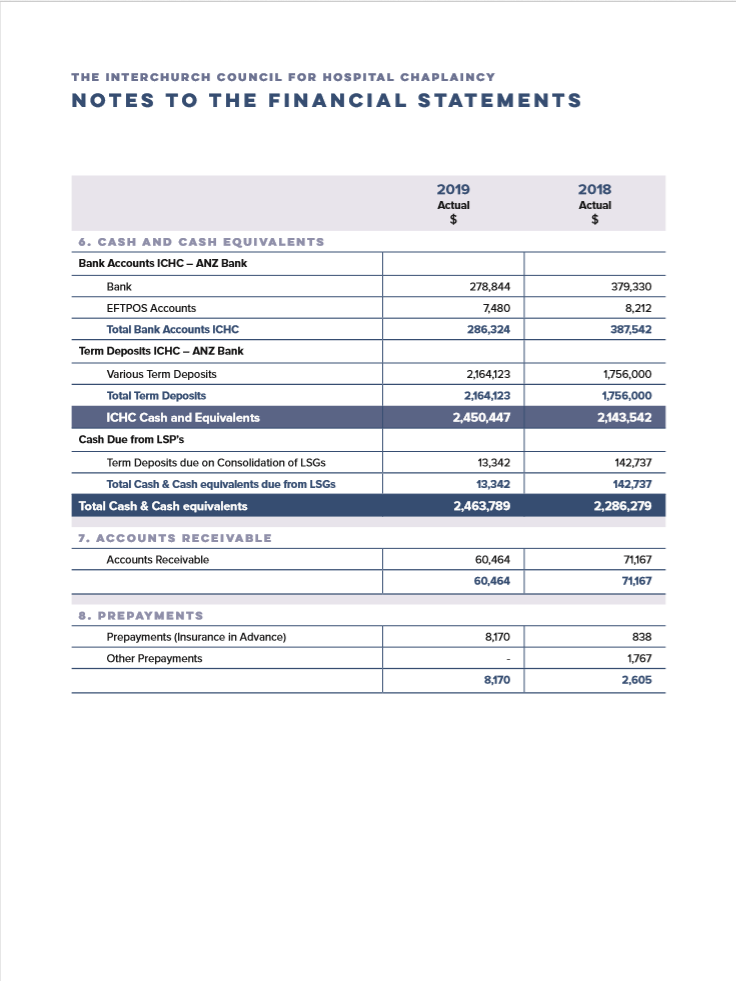 THE INTERCHURCH COUNCIL FOR HOSPITAL CHAPLAINCY
NOTES TO THE FINANCIAL STATEMENTS
2019 2018
Actual Actual
$ $
6. CASH AND CASH EQUIVALENTS
Bank Accounts ICHC – ANZ Bank
Bank 278,844 379,330
EFTPOS Accounts 7,480 8,212
Total Bank Accounts ICHC 286,324 387,542
Term Deposits ICHC – ANZ Bank
Various Term Deposits 2,164,123 1,756,000
Total Term Deposits 2,164,123 1,756,000
ICHC Cash and Equivalents 2,450,447 2,143,542
Cash Due from LSP's
Term Deposits due on Consolidation of LSGs 13,342 142,737
Total Cash & Cash equivalents due from LSGs 13,342 142,737
Total Cash & Cash equivalents 2,463,789 2,286,279
7. ACCOUNTS RECEIVABLE
Accounts Receivable 60,464 71,167
60,464 71,167
8. PREPAYMENTS
Prepayments (Insurance in Advance) 8,170 838
Other Prepayments - 1,767
8,170 2,605